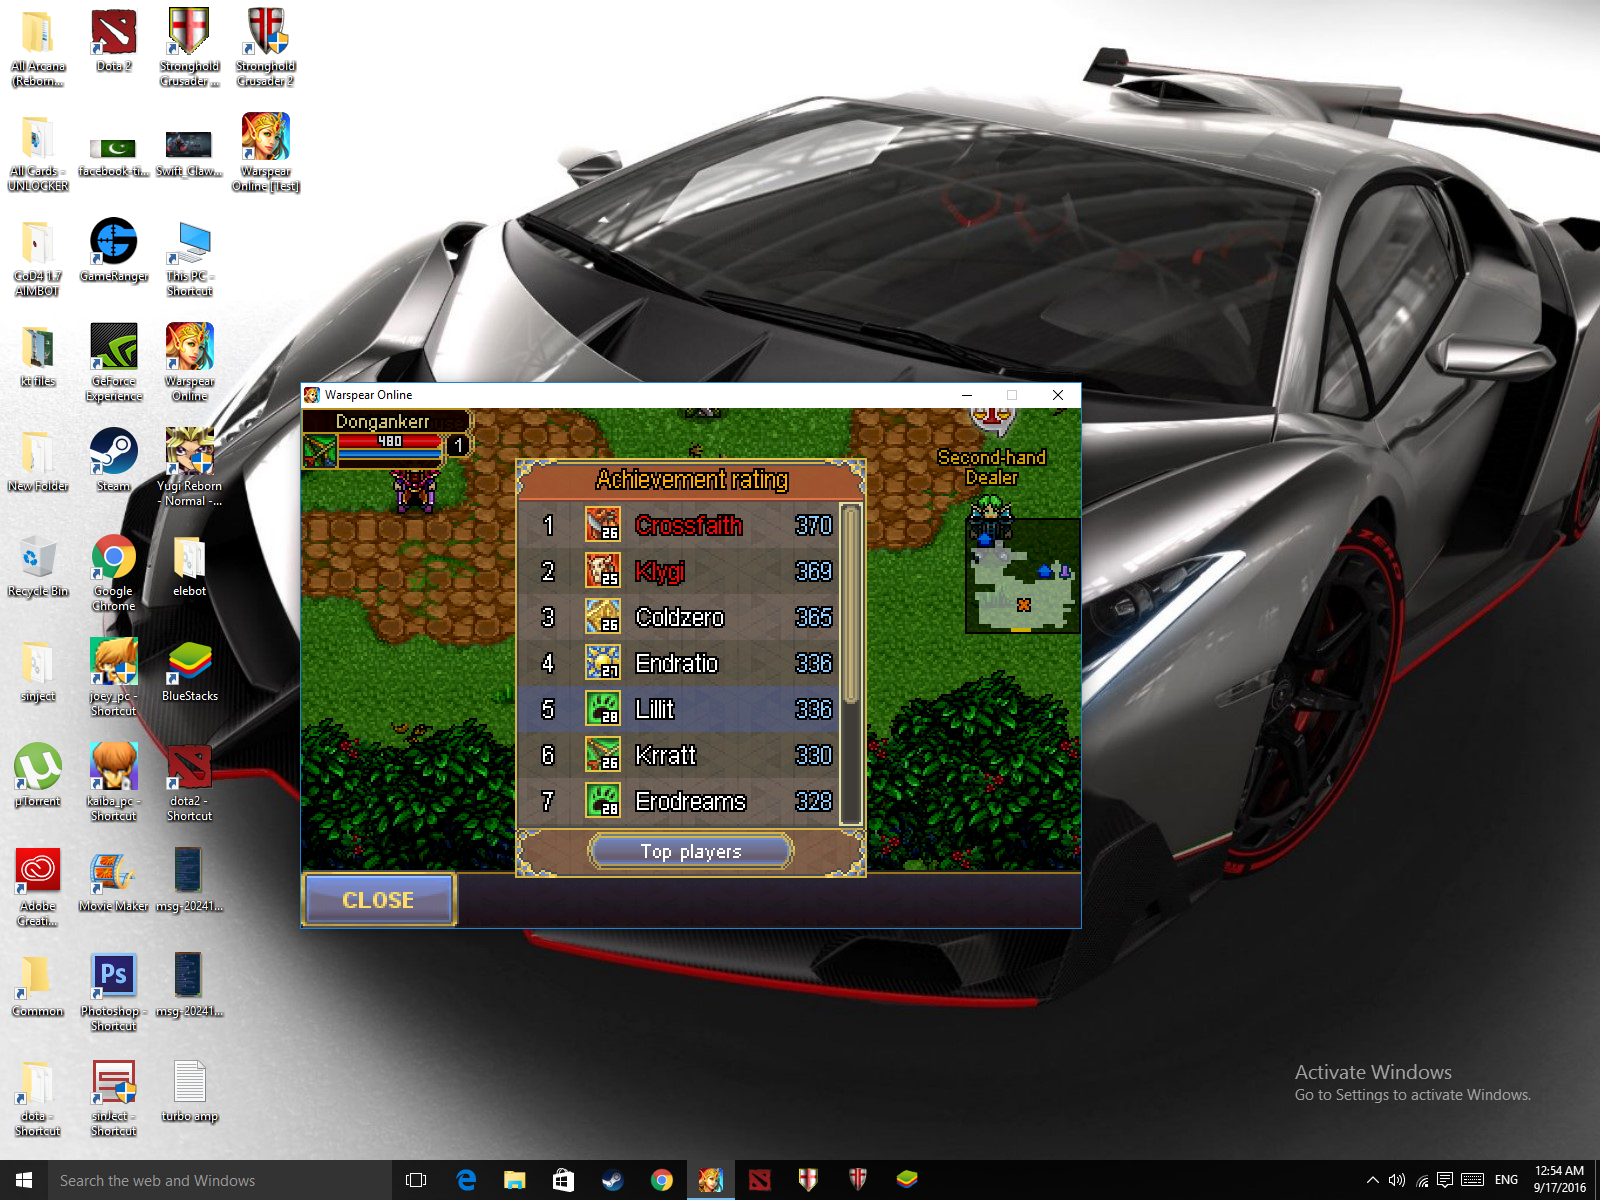 All Arcana
(Reborn...
Dota 2
Stronghold
Crusader ...
Stronghold
Crusader 2
All Cards -
UNLOCKER
facebook-ti...
Swift_Claw...
Warspear
Online [Test]
CoD4 1.7
AIMBOT
GameRanger
This PC -
Shortcut
kt files
GeForce
Experience
Warspear
Online
New Folder
Steam
Yugi Reborn
- Normal -...
Recycle Bin
Google
Chrome
elebot
sinject
joey_pc -
Shortcut
BlueStacks
µTorrent
kaiba_pc -
Shortcut
dota2 -
Shortcut
Adobe
Creati...
Movie Maker
msg-20241...
Common
Ps
Photoshop -
Shortcut
msg-20241...
dota -
Shortcut
sinJect -
Shortcut
turbo amp
Warspear Online
Dongankerr
480
1
Second-hand
Dealer
Achievement rating
1 26 Crossfaith 370
2 25 Klygi 369
3 26 Coldzero 365
4 27 Endratio 336
5 28 Lillit 336
6 26 Krratt 330
7 28 Erodreams 328
Top players
CLOSE
ZERO
Activate Windows
Go to Settings to activate Windows.
Search the web and Windows
ENG
12:54 AM
9/17/2016